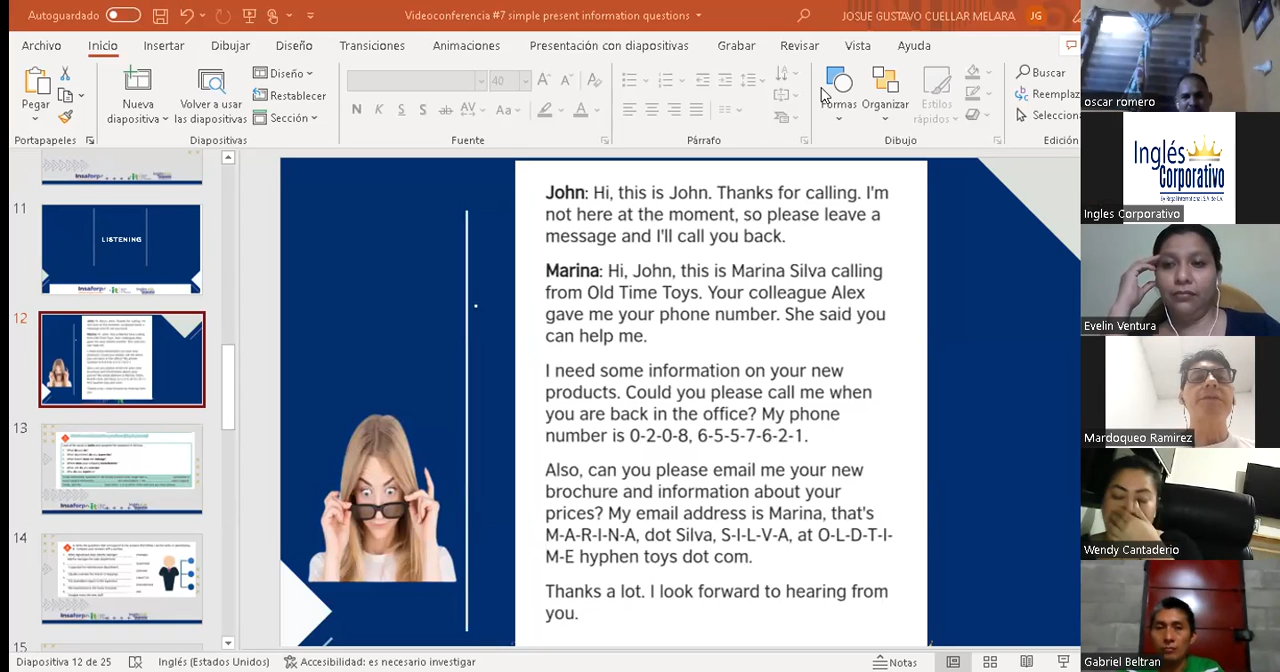 Autoguardado
Videoconferencia #7 simple present information questions
JOSUE GUSTAVO CUELLAR MELARA
JG
Archivo Inicio Insertar Dibujar Diseño Transiciones Animaciones Presentación con diapositivas Grabar Revisar Vista Ayuda
Pegar
Portapapeles
Nueva
diapositiva
Volver a usar
las diapositivas
Diseño
Restablecer
Sección
Diapositivas
40
N K S S ab AV Aa A
Fuente
Párrafo
Formas
Organizar
Estilos
rápidos
Dibujo
Buscar
Reemplaz
Selecciona
Edición
11
LISTENING
Insaforp
12
13
Insaforp
14
Insaforp
15
John: Hi, this is John. Thanks for calling. I'm
not here at the moment, so please leave a
message and I'll call you back.
Marina: Hi, John, this is Marina Silva calling
from Old Time Toys. Your colleague Alex
gave me your phone number. She said you
can help me.
I need some information on your new
products. Could you please call me when
you are back in the office? My phone
number is 0-2-0-8, 6-5-5-7-6-2-1.
Also, can you please email me your new
brochure and information about your
prices? My email address is Marina, that's
M-A-R-I-N-A, dot Silva, S-I-L-V-A, at O-L-D-T-I-
M-E hyphen toys dot com.
Thanks a lot. I look forward to hearing from
you.
Diapositiva 12 de 25
Inglés (Estados Unidos)
Accesibilidad: es necesario investigar
Notas
oscar romero
Inglés
Corporativo
Ingles Corporativo
Evelin Ventura
Mardoqueo Ramirez
Wendy Cantaderio
Gabriel Beltran